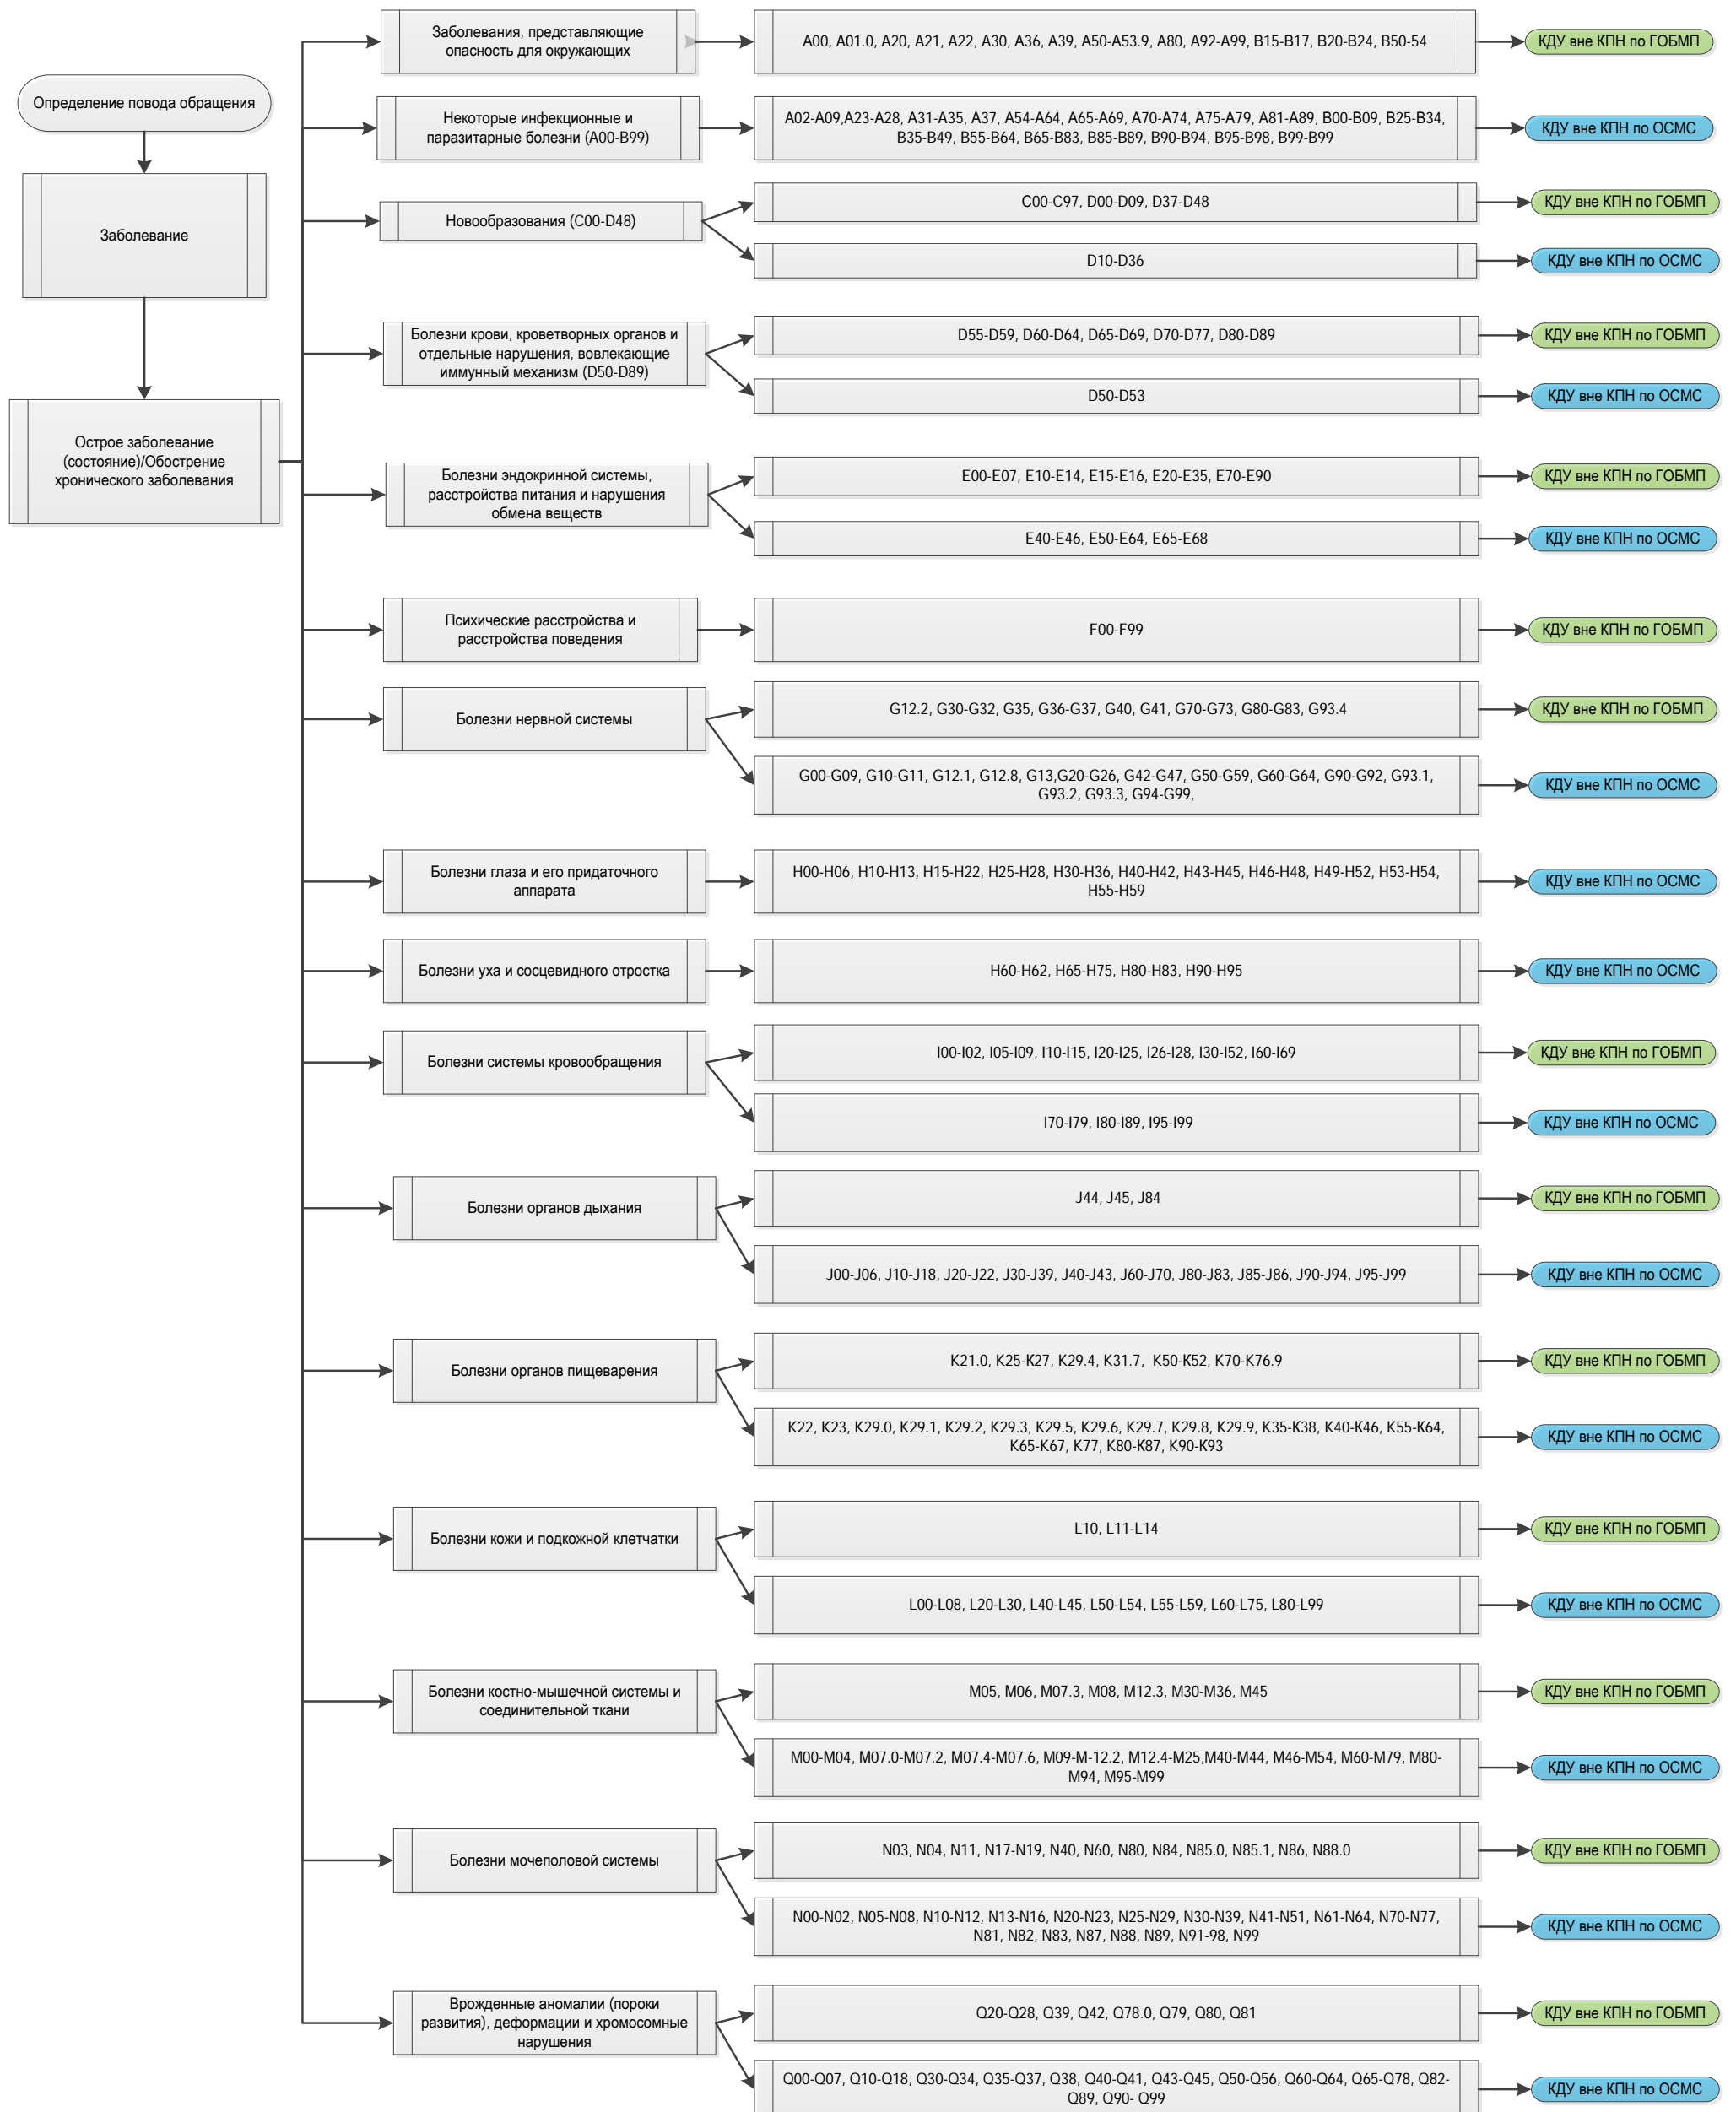 Определение повода обращения
Заболевание
Острое заболевание
(состояние)/Обострение
хронического заболевания
Заболевания, представляющие
опасность для окружающих
A00, A01.0, A20, A21, A22, A30, A36, A39, A50-A53.9, A80, A92-A99, B15-B17, B20-B24, B50-54
КДУ вне КПН по ГОБМП
Некоторые инфекционные и
паразитарные болезни (A00-B99)
A02-A09,A23-A28, A31-A35, A37, A54-A64, A65-A69, A70-A74, A75-A79, A81-A89, B00-B09, B25-B34,
B35-B49, B55-B64, B65-B83, B85-B89, B90-B94, B95-B98, B99-B99
КДУ вне КПН по ОСМС
Новообразования (C00-D48)
C00-C97, D00-D09, D37-D48
КДУ вне КПН по ГОБМП
D10-D36
КДУ вне КПН по ОСМС
Болезни крови, кроветворных органов и
отдельные нарушения, вовлекающие
иммунный механизм (D50-D89)
D55-D59, D60-D64, D65-D69, D70-D77, D80-D89
КДУ вне КПН по ГОБМП
D50-D53
КДУ вне КПН по ОСМС
Болезни эндокринной системы,
расстройства питания и нарушения
обмена веществ
E00-E07, E10-E14, E15-E16, E20-E35, E70-E90
КДУ вне КПН по ГОБМП
E40-E46, E50-E64, E65-E68
КДУ вне КПН по ОСМС
Психические расстройства и
расстройства поведения
F00-F99
КДУ вне КПН по ГОБМП
Болезни нервной системы
G12.2, G30-G32, G35, G36-G37, G40, G41, G70-G73, G80-G83, G93.4
КДУ вне КПН по ГОБМП
G00-G09, G10-G11, G12.1, G12.8, G13,G20-G26, G42-G47, G50-G59, G60-G64, G90-G92, G93.1,
G93.2, G93.3, G94-G99,
КДУ вне КПН по ОСМС
Болезни глаза и его придаточного
аппарата
H00-H06, H10-H13, H15-H22, H25-H28, H30-H36, H40-H42, H43-H45, H46-H48, H49-H52, H53-H54,
H55-H59
КДУ вне КПН по ОСМС
Болезни уха и сосцевидного отростка
H60-H62, H65-H75, H80-H83, H90-H95
КДУ вне КПН по ОСМС
Болезни системы кровообращения
I00-I02, I05-I09, I10-I15, I20-I25, I26-I28, I30-I52, I60-I69
КДУ вне КПН по ГОБМП
I70-I79, I80-I89, I95-I99
КДУ вне КПН по ОСМС
Болезни органов дыхания
J44, J45, J84
КДУ вне КПН по ГОБМП
J00-J06, J10-J18, J20-J22, J30-J39, J40-J43, J60-J70, J80-J83, J85-J86, J90-J94, J95-J99
КДУ вне КПН по ОСМС
Болезни органов пищеварения
K21.0, K25-K27, K29.4, K31.7, K50-K52, K70-K76.9
КДУ вне КПН по ГОБМП
K22, K23, K29.0, K29.1, K29.2, K29.3, K29.5, K29.6, K29.7, K29.8, K29.9, K35-K38, K40-K46, K55-K64,
K65-K67, K77, K80-K87, K90-K93
КДУ вне КПН по ОСМС
Болезни кожи и подкожной клетчатки
L10, L11-L14
КДУ вне КПН по ГОБМП
L00-L08, L20-L30, L40-L45, L50-L54, L55-L59, L60-L75, L80-L99
КДУ вне КПН по ОСМС
Болезни костно-мышечной системы и
соединительной ткани
M05, M06, M07.3, M08, M12.3, M30-M36, M45
КДУ вне КПН по ГОБМП
M00-M04, M07.0-M07.2, M07.4-M07.6, M09-M-12.2, M12.4-M25,M40-M44, M46-M54, M60-M79, M80-
M94, M95-M99
КДУ вне КПН по ОСМС
Болезни мочеполовой системы
N03, N04, N11, N17-N19, N40, N60, N80, N84, N85.0, N85.1, N86, N88.0
КДУ вне КПН по ГОБМП
N00-N02, N05-N08, N10-N12, N13-N16, N20-N23, N25-N29, N30-N39, N41-N51, N61-N64, N70-N77,
N81, N82, N83, N87, N88, N89, N91-98, N99
КДУ вне КПН по ОСМС
Врожденные аномалии (пороки
развития), деформации и хромосомные
нарушения
Q20-Q28, Q39, Q42, Q78.0, Q79, Q80, Q81
КДУ вне КПН по ГОБМП
Q00-Q07, Q10-Q18, Q30-Q34, Q35-Q37, Q38, Q40-Q41, Q43-Q45, Q50-Q56, Q60-Q64, Q65-Q78, Q82-
Q89, Q90- Q99
КДУ вне КПН по ОСМС